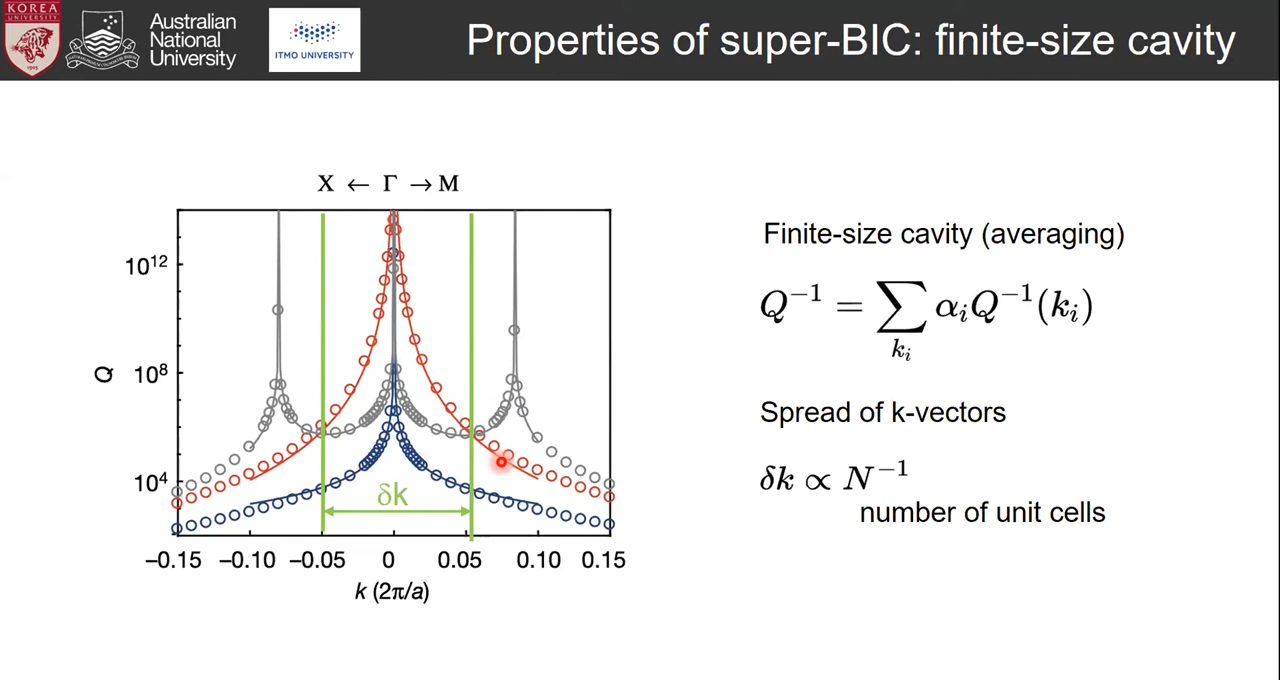 KOREA
UNIVERSITY
1905
Australian
National
University
ITMO UNIVERSITY
Properties of super-BIC: finite-size cavity
X ← Γ → M
Q
10¹²
10⁸
10⁴
δk
−0.15 −0.10 −0.05 0 0.05 0.10 0.15
k (2π/a)
Finite-size cavity (averaging)
Q⁻¹ = ∑ αᵢQ⁻¹(kᵢ)
kᵢ
Spread of k-vectors
δk ∝ N⁻¹
number of unit cells